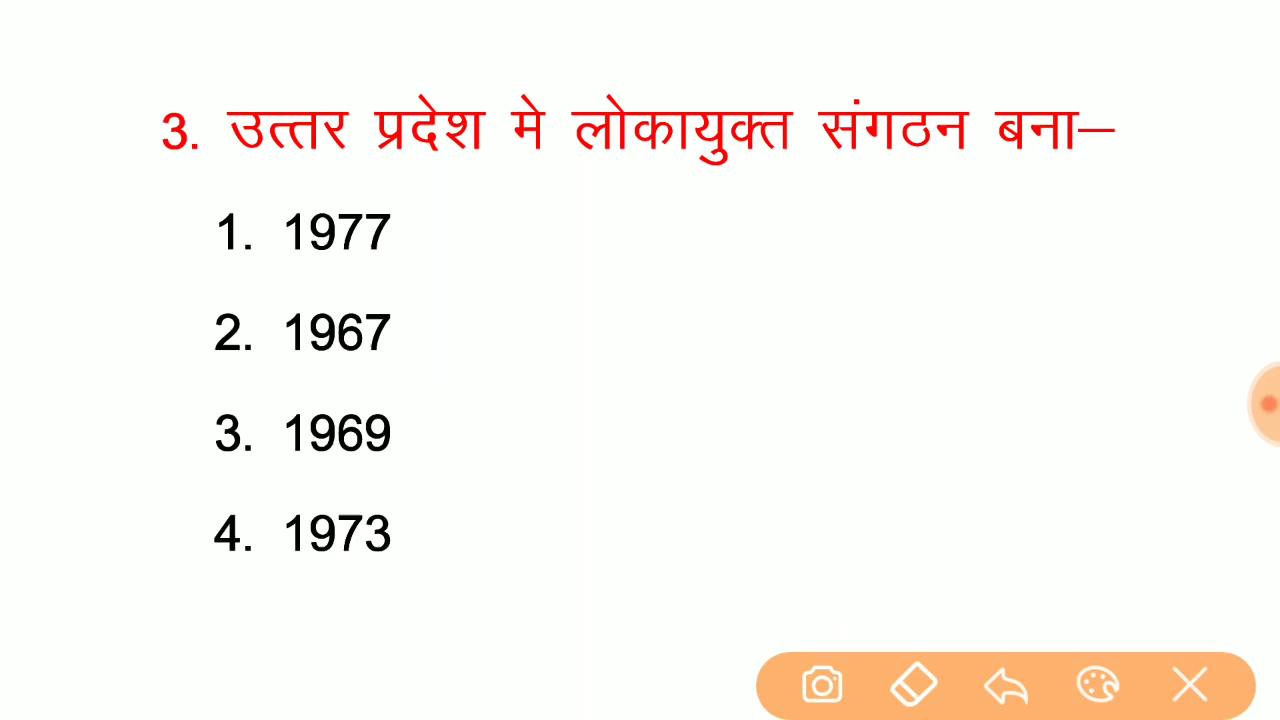 3. उत्तर प्रदेश मे लोकायुक्त संगठन बना–
1. 1977
2. 1967
3. 1969
4. 1973